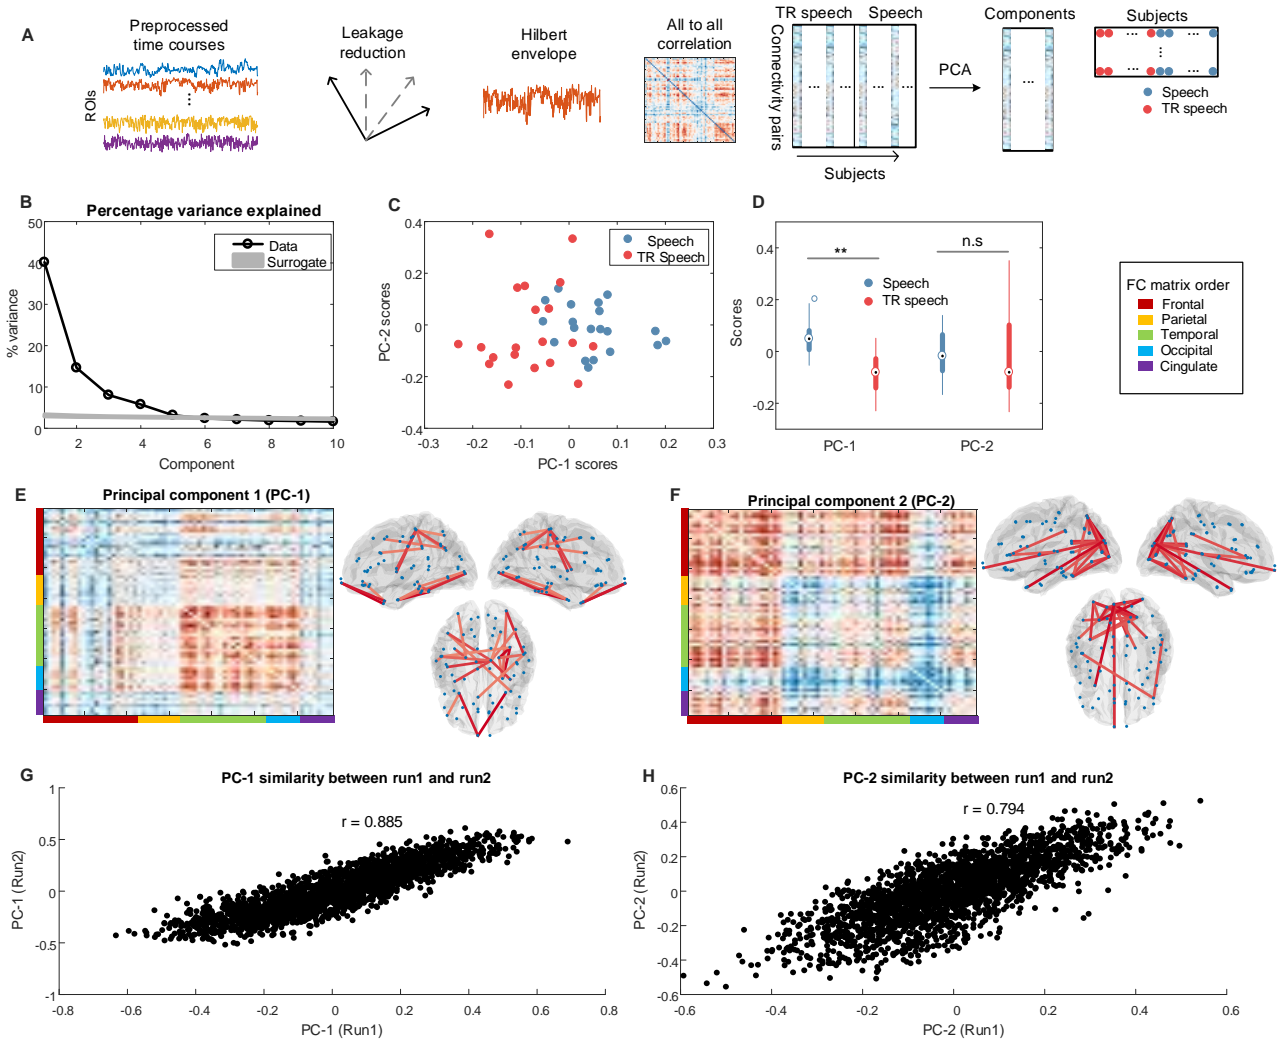 A
Preprocessed
time courses
ROIs
Leakage
reduction
Hilbert
envelope
All to all
correlation
TR speech
Speech
Connectivity pairs
Subjects
PCA
Components
Subjects
Speech
TR speech
B
Percentage variance explained
Data
Surrogate
% variance
50
40
30
20
10
0
2
4
6
8
10
Component
C
Speech
TR Speech
PC-2 scores
0.4
0.2
0
-0.2
-0.4
-0.3
-0.2
-0.1
0
0.1
0.2
0.3
PC-1 scores
D
**
n.s
Speech
TR speech
Scores
0.4
0.2
0
-0.2
PC-1
PC-2
FC matrix order
Frontal
Parietal
Temporal
Occipital
Cingulate
E
Principal component 1 (PC-1)
F
Principal component 2 (PC-2)
G
PC-1 similarity between run1 and run2
r = 0.885
PC-1 (Run2)
1
0.5
0
-0.5
-1
-0.8
-0.6
-0.4
-0.2
0
0.2
0.4
0.6
0.8
PC-1 (Run1)
H
PC-2 similarity between run1 and run2
r = 0.794
PC-2 (Run2)
0.6
0.4
0.2
0
-0.2
-0.4
-0.6
-0.6
-0.4
-0.2
0
0.2
0.4
0.6
PC-2 (Run1)